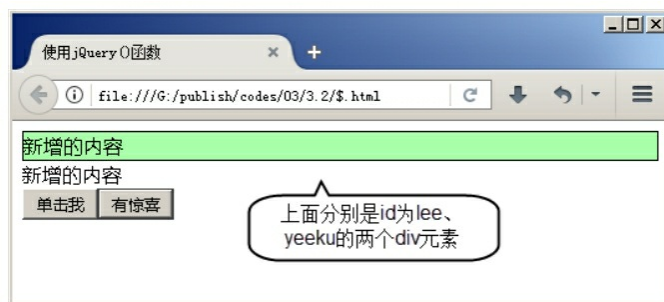 使用jQuery()函数
file:///G:/publish/codes/03/3.2/$.html
新增的内容
新增的内容
单击我 有惊喜
上面分别是id为lee、
yeeku的两个div元素